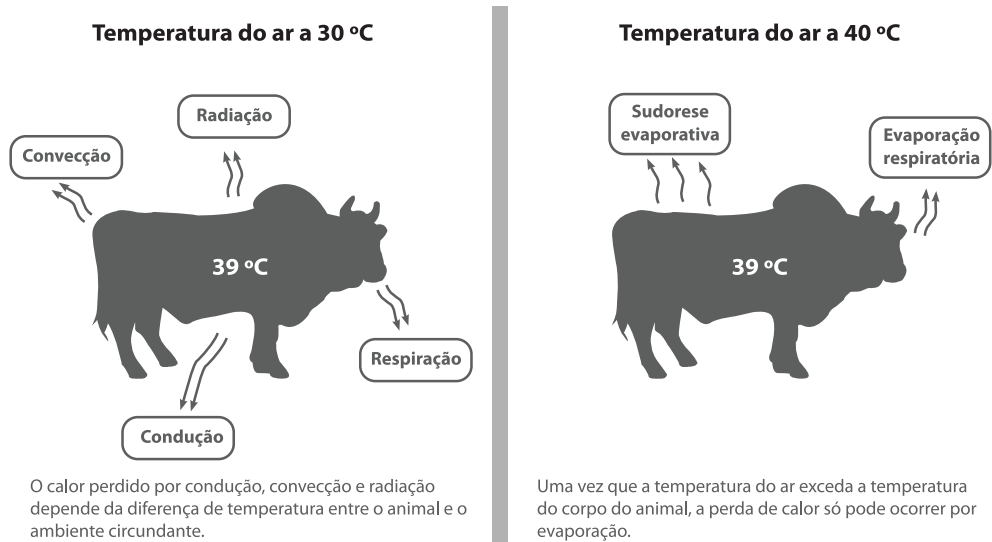 Temperatura do ar a 30 ºC
Radiação
Convecção
39 ºC
Respiração
Condução
O calor perdido por condução, convecção e radiação
depende da diferença de temperatura entre o animal e o
ambiente circundante.
Temperatura do ar a 40 ºC
Sudorese
evaporativa
Evaporação
respiratória
39 ºC
Uma vez que a temperatura do ar exceda a temperatura
do corpo do animal, a perda de calor só pode ocorrer por
evaporação.